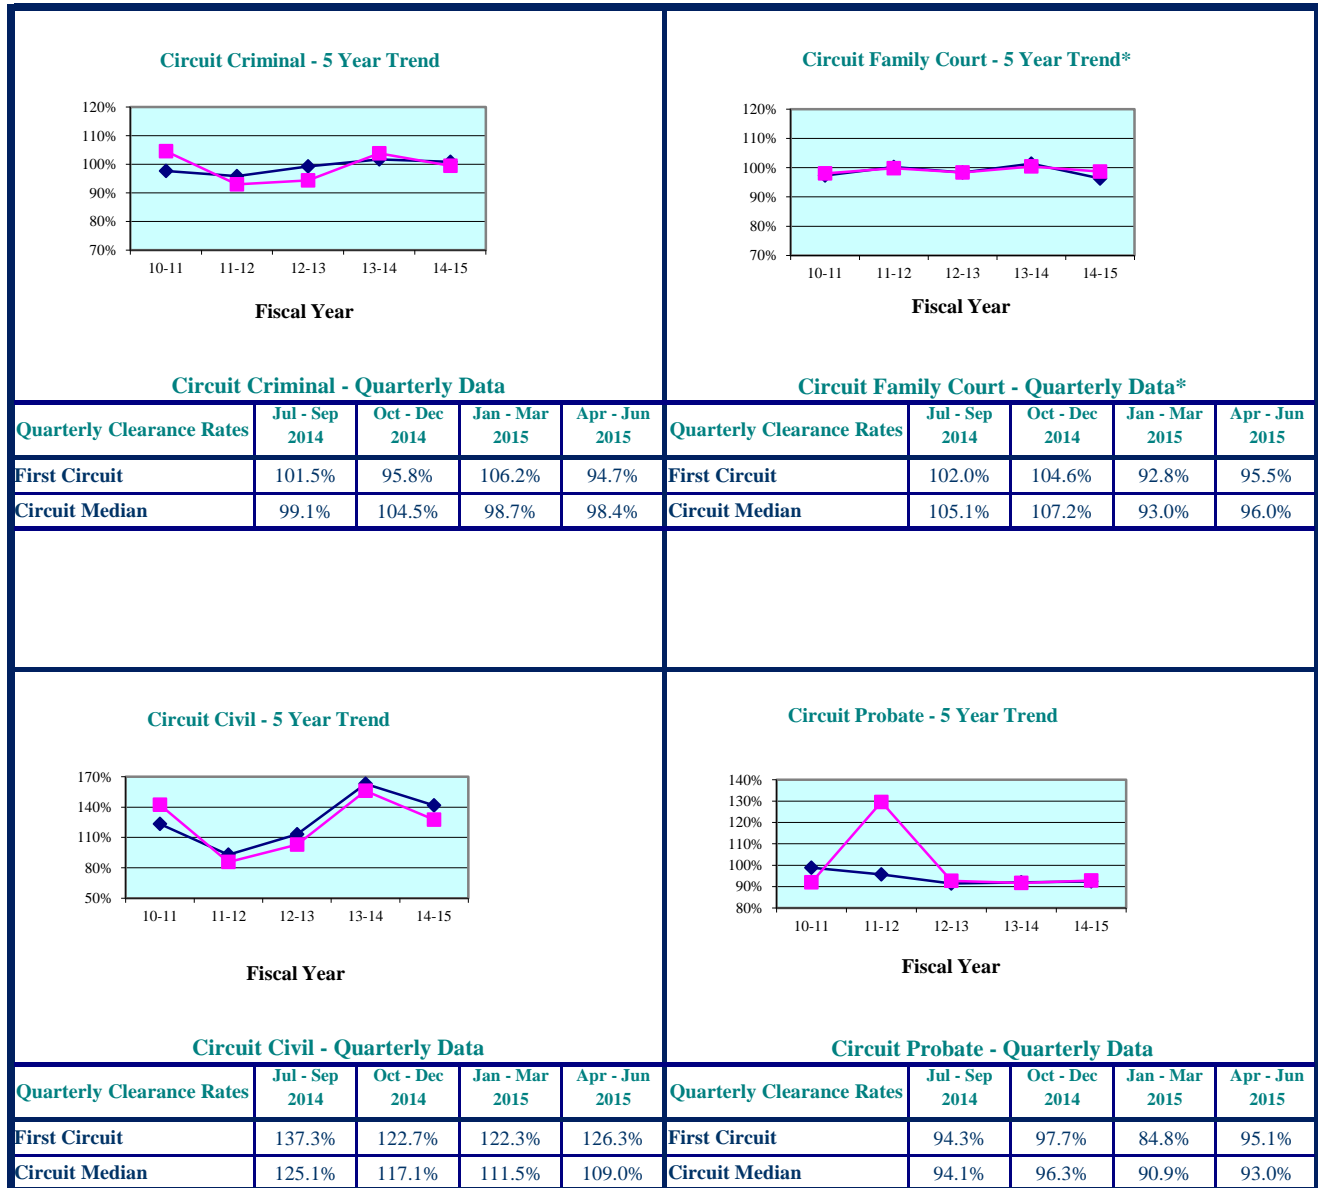 Circuit Criminal - 5 Year Trend
120%
110%
100%
90%
80%
70%
10-11 11-12 12-13 13-14 14-15
Fiscal Year
Circuit Criminal - Quarterly Data
Quarterly Clearance Rates Jul - Sep 2014 Oct - Dec 2014 Jan - Mar 2015 Apr - Jun 2015
First Circuit 101.5% 95.8% 106.2% 94.7%
Circuit Median 99.1% 104.5% 98.7% 98.4%
Circuit Family Court - 5 Year Trend*
120%
110%
100%
90%
80%
70%
10-11 11-12 12-13 13-14 14-15
Fiscal Year
Circuit Family Court - Quarterly Data*
Quarterly Clearance Rates Jul - Sep 2014 Oct - Dec 2014 Jan - Mar 2015 Apr - Jun 2015
First Circuit 102.0% 104.6% 92.8% 95.5%
Circuit Median 105.1% 107.2% 93.0% 96.0%
Circuit Civil - 5 Year Trend
170%
140%
110%
80%
50%
10-11 11-12 12-13 13-14 14-15
Fiscal Year
Circuit Civil - Quarterly Data
Quarterly Clearance Rates Jul - Sep 2014 Oct - Dec 2014 Jan - Mar 2015 Apr - Jun 2015
First Circuit 137.3% 122.7% 122.3% 126.3%
Circuit Median 125.1% 117.1% 111.5% 109.0%
Circuit Probate - 5 Year Trend
140%
130%
120%
110%
100%
90%
80%
10-11 11-12 12-13 13-14 14-15
Fiscal Year
Circuit Probate - Quarterly Data
Quarterly Clearance Rates Jul - Sep 2014 Oct - Dec 2014 Jan - Mar 2015 Apr - Jun 2015
First Circuit 94.3% 97.7% 84.8% 95.1%
Circuit Median 94.1% 96.3% 90.9% 93.0%